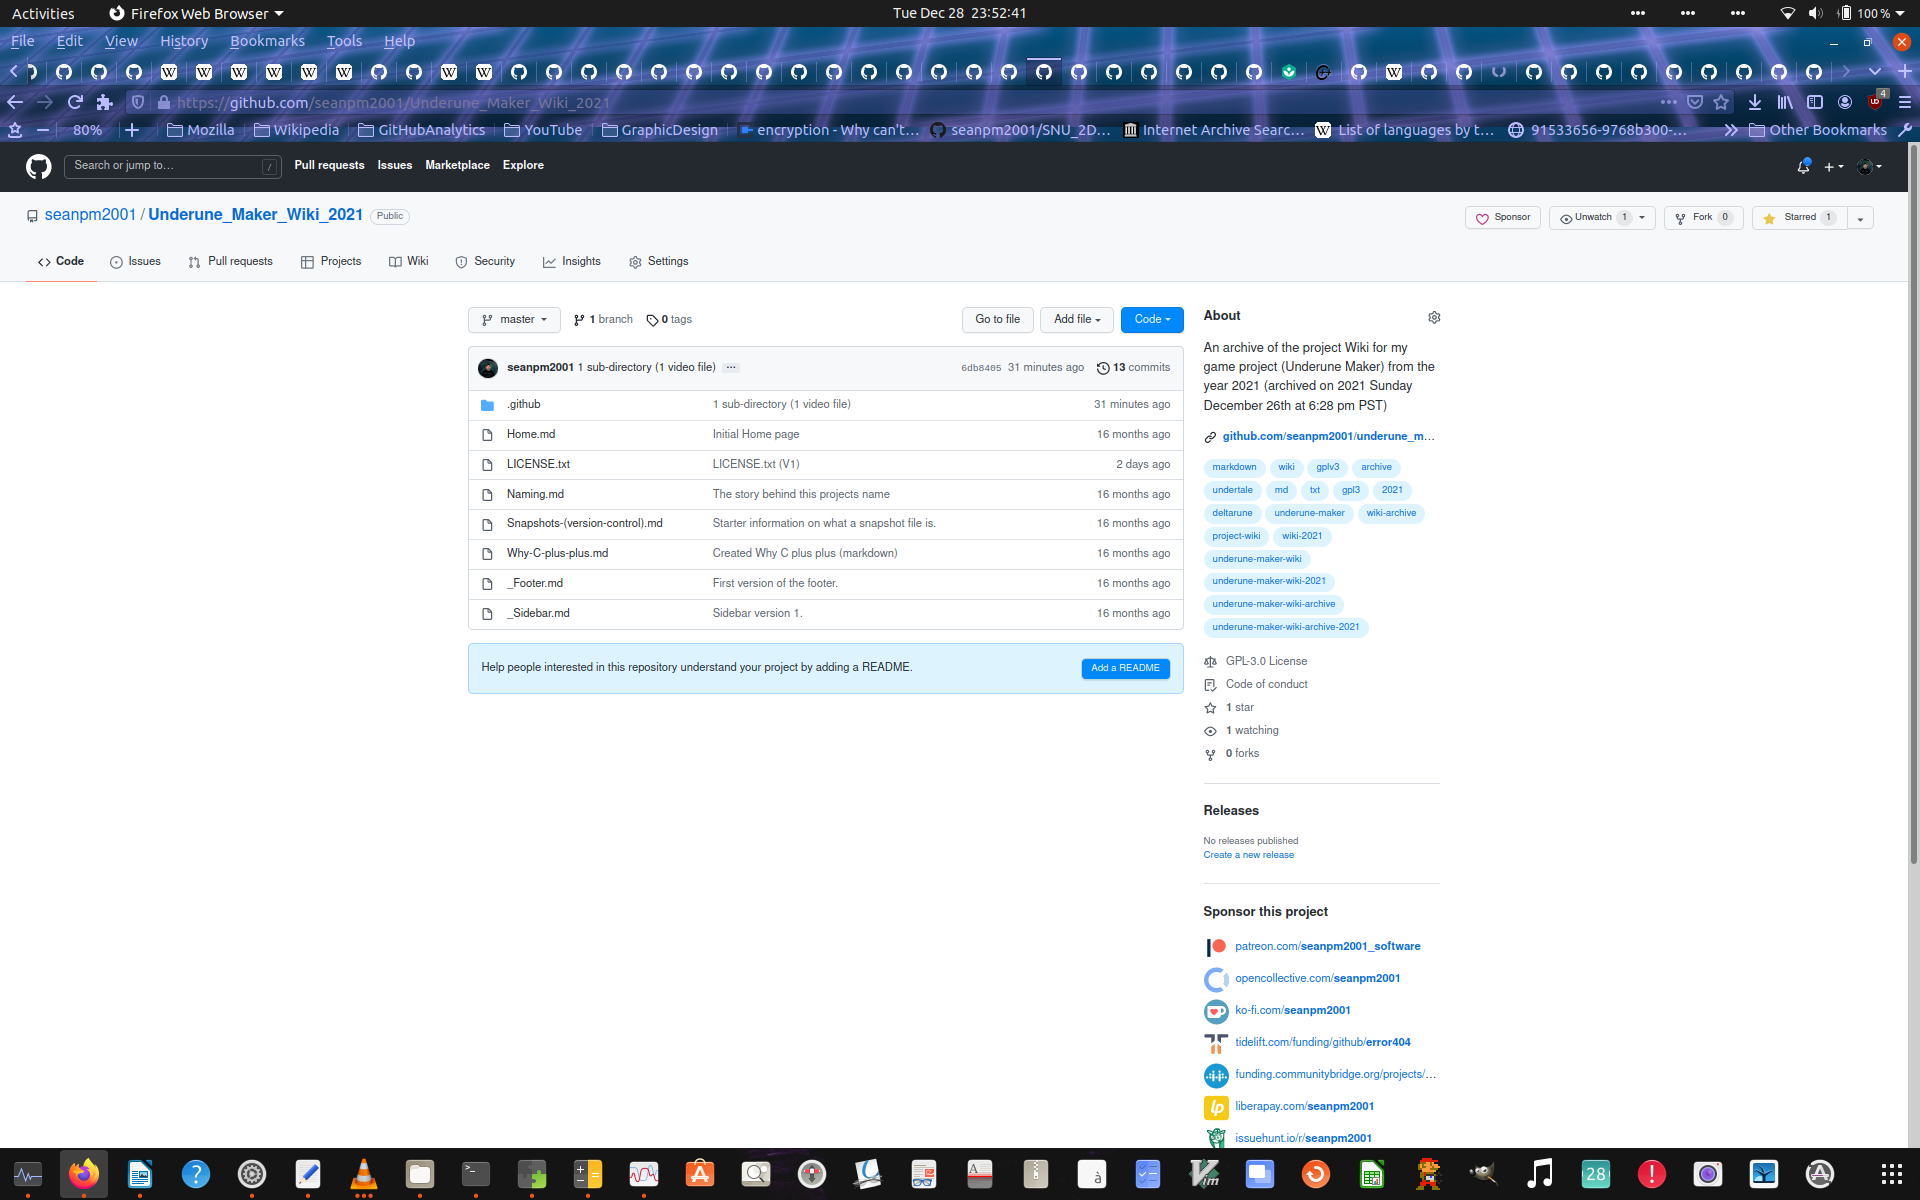 Activities Firefox Web Browser Tue Dec 28 23:52:41 100 %
File Edit View History Bookmarks Tools Help
https://github.com/seanpm2001/Underune_Maker_Wiki_2021 4
80% Mozilla Wikipedia GitHubAnalytics YouTube GraphicDesign encryption - Why can't... seanpm2001/SNU_2D... Internet Archive Searc... List of languages by t... 91533656-9768b300-... Other Bookmarks
Search or jump to... / Pull requests Issues Marketplace Explore
seanpm2001 / Underune_Maker_Wiki_2021 Public Sponsor Unwatch 1 Fork 0 Starred 1
Code Issues Pull requests Projects Wiki Security Insights Settings
master 1 branch 0 tags Go to file Add file Code
seanpm2001 1 sub-directory (1 video file) ... 6db8405 31 minutes ago 13 commits
.github 1 sub-directory (1 video file) 31 minutes ago
Home.md Initial Home page 16 months ago
LICENSE.txt LICENSE.txt (V1) 2 days ago
Naming.md The story behind this projects name 16 months ago
Snapshots-(version-control).md Starter information on what a snapshot file is. 16 months ago
Why-C-plus-plus.md Created Why C plus plus (markdown) 16 months ago
_Footer.md First version of the footer. 16 months ago
_Sidebar.md Sidebar version 1. 16 months ago
Help people interested in this repository understand your project by adding a README. Add a README
About
An archive of the project Wiki for my
game project (Underune Maker) from the
year 2021 (archived on 2021 Sunday
December 26th at 6:28 pm PST)
github.com/seanpm2001/underune_m...
markdown wiki gplv3 archive
undertale md txt gpl3 2021
deltarune underune-maker wiki-archive
project-wiki wiki-2021
underune-maker-wiki
underune-maker-wiki-2021
underune-maker-wiki-archive
underune-maker-wiki-archive-2021
GPL-3.0 License
Code of conduct
1 star
1 watching
0 forks
Releases
No releases published
Create a new release
Sponsor this project
patreon.com/seanpm2001_software
opencollective.com/seanpm2001
ko-fi.com/seanpm2001
tidelift.com/funding/github/error404
funding.communitybridge.org/projects/...
liberapay.com/seanpm2001
issuehunt.io/r/seanpm2001
28